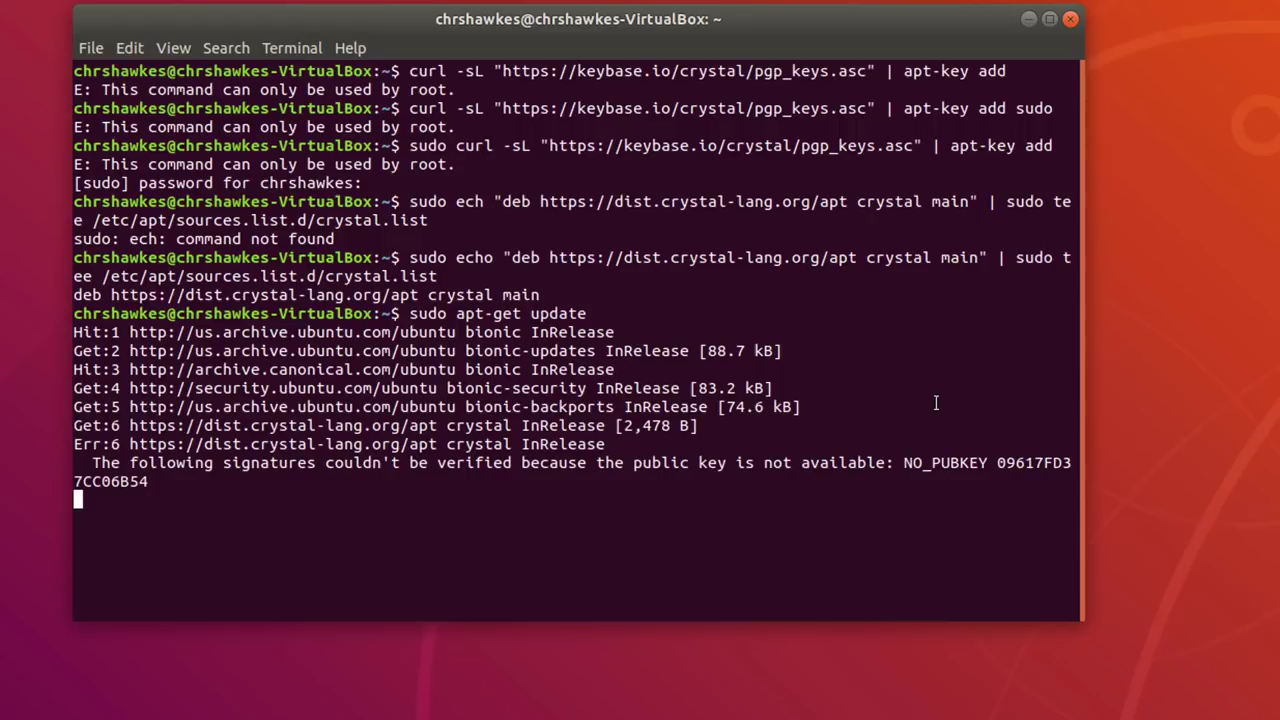 chrshawkes@chrshawkes-VirtualBox: ~
File Edit View Search Terminal Help
chrshawkes@chrshawkes-VirtualBox:~$ curl -sL "https://keybase.io/crystal/pgp_keys.asc" | apt-key add
E: This command can only be used by root.
chrshawkes@chrshawkes-VirtualBox:~$ curl -sL "https://keybase.io/crystal/pgp_keys.asc" | apt-key add sudo
E: This command can only be used by root.
chrshawkes@chrshawkes-VirtualBox:~$ sudo curl -sL "https://keybase.io/crystal/pgp_keys.asc" | apt-key add
E: This command can only be used by root.
[sudo] password for chrshawkes:
chrshawkes@chrshawkes-VirtualBox:~$ sudo ech "deb https://dist.crystal-lang.org/apt crystal main" | sudo te
e /etc/apt/sources.list.d/crystal.list
sudo: ech: command not found
chrshawkes@chrshawkes-VirtualBox:~$ sudo echo "deb https://dist.crystal-lang.org/apt crystal main" | sudo t
ee /etc/apt/sources.list.d/crystal.list
deb https://dist.crystal-lang.org/apt crystal main
chrshawkes@chrshawkes-VirtualBox:~$ sudo apt-get update
Hit:1 http://us.archive.ubuntu.com/ubuntu bionic InRelease
Get:2 http://us.archive.ubuntu.com/ubuntu bionic-updates InRelease [88.7 kB]
Hit:3 http://archive.canonical.com/ubuntu bionic InRelease
Get:4 http://security.ubuntu.com/ubuntu bionic-security InRelease [83.2 kB]
Get:5 http://us.archive.ubuntu.com/ubuntu bionic-backports InRelease [74.6 kB]
Get:6 https://dist.crystal-lang.org/apt crystal InRelease [2,478 B]
Err:6 https://dist.crystal-lang.org/apt crystal InRelease
The following signatures couldn't be verified because the public key is not available: NO_PUBKEY 09617FD3
7CC06B54